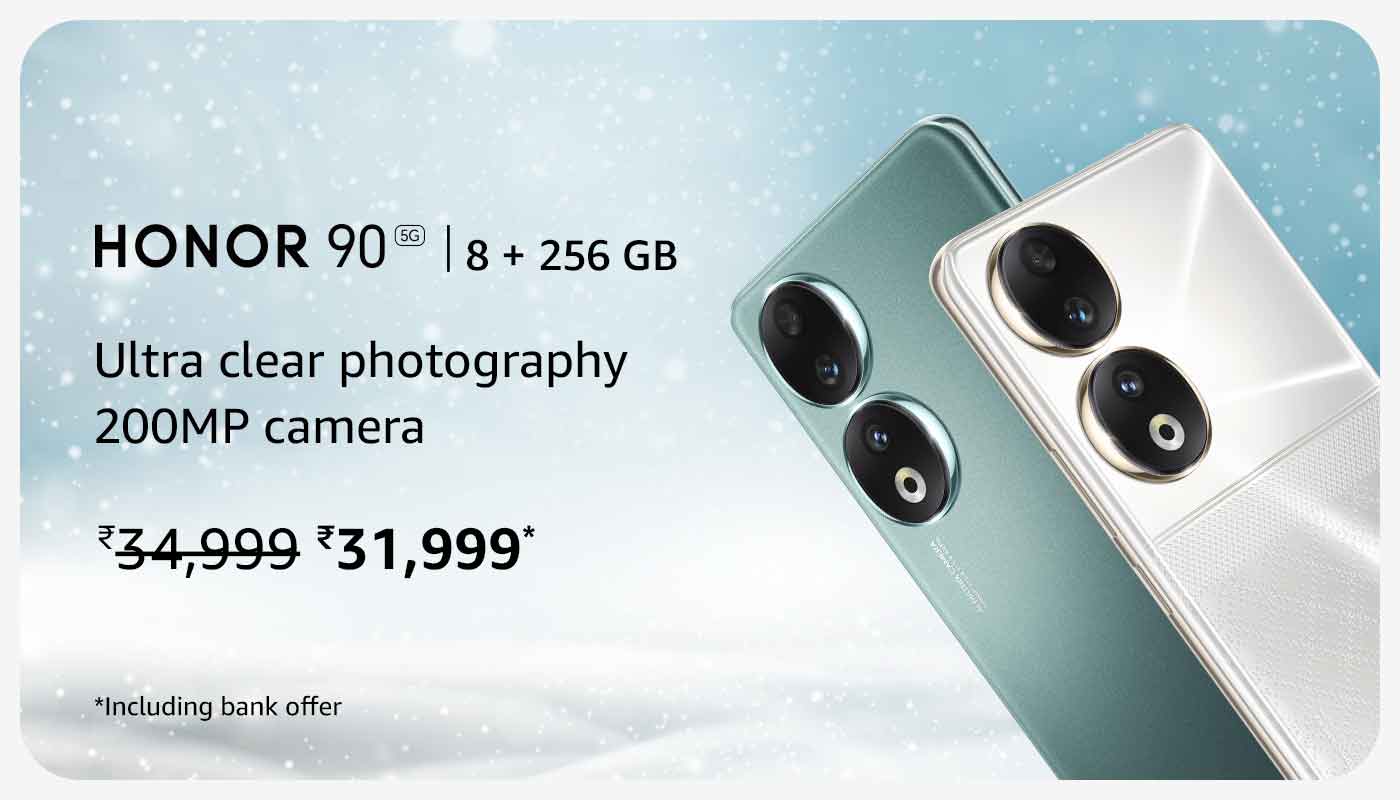 HONOR 90 5G | 8 + 256 GB
Ultra clear photography
200MP camera
₹34,999 ₹31,999*
*Including bank offer